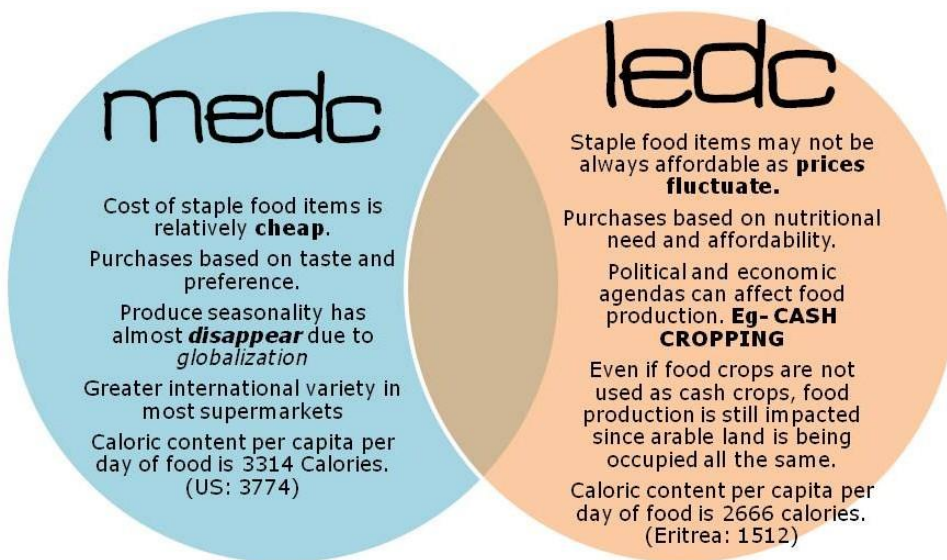 medc
Cost of staple food items is
relatively cheap.
Purchases based on taste and
preference.
Produce seasonality has
almost disappear due to
globalization
Greater international variety in
most supermarkets
Caloric content per capita per
day of food is 3314 Calories.
(US: 3774)
ledc
Staple food items may not be
always affordable as prices
fluctuate.
Purchases based on nutritional
need and affordability.
Political and economic
agendas can affect food
production. Eg- CASH
CROPPING
Even if food crops are not
used as cash crops, food
production is still impacted
since arable land is being
occupied all the same.
Caloric content per capita per
day of food is 2666 calories.
(Eritrea: 1512)